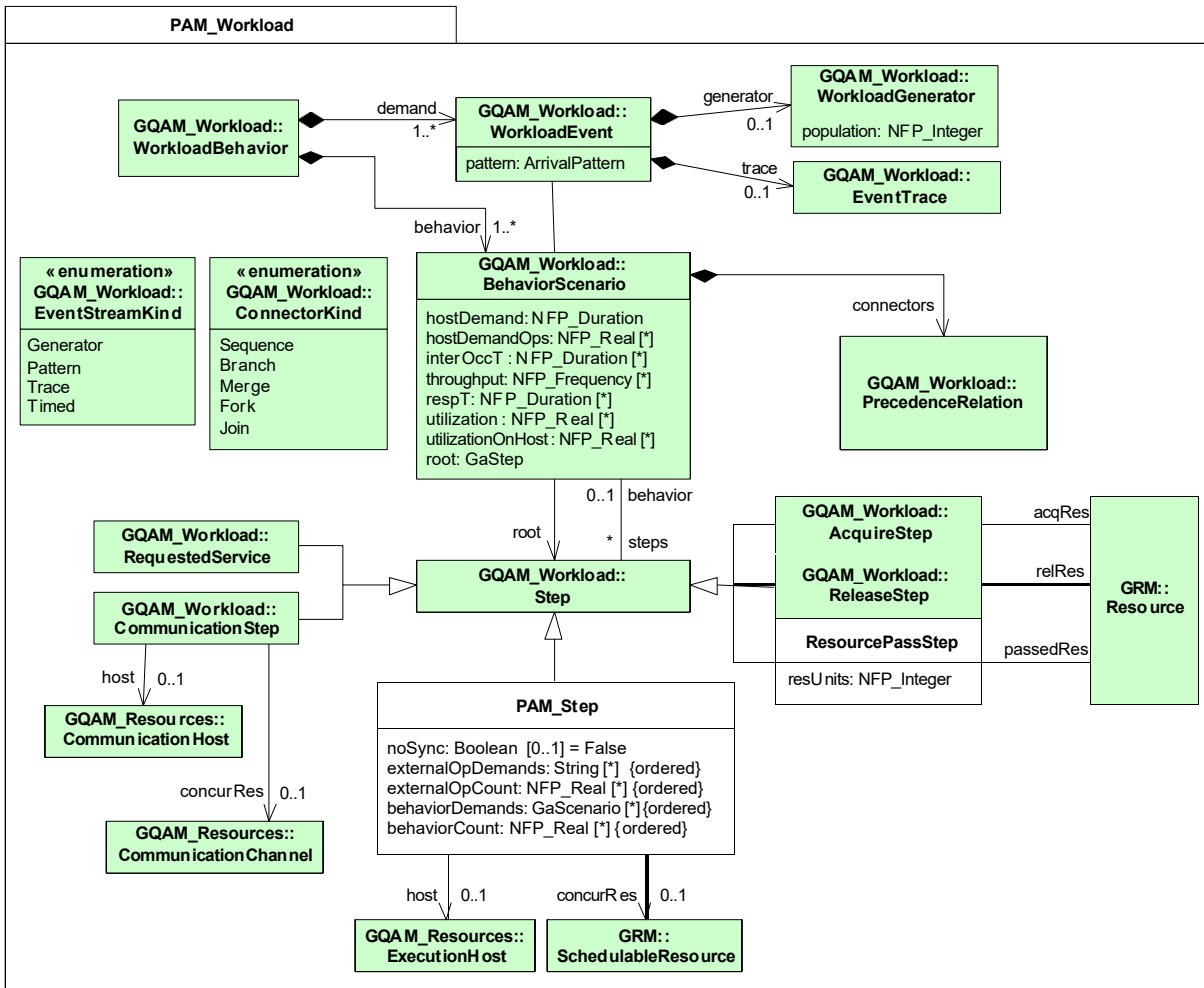 PAM_Workload
GQAM_Workload::
WorkloadBehavior
demand
1..*
GQAM_Workload::
WorkloadEvent
pattern: ArrivalPattern
generator
0..1
GQAM_Workload::
WorkloadGenerator
population: NFP_Integer
trace
0..1
GQAM_Workload::
EventTrace
behavior
1..*
« enumeration»
GQAM_Workload::
EventStreamKind
Generator
Pattern
Trace
Timed
« enumeration»
GQAM_Workload::
ConnectorKind
Sequence
Branch
Merge
Fork
Join
GQAM_Workload::
BehaviorScenario
hostDemand: NFP_Duration
hostDemandOps: NFP_Real [*]
interOccT : NFP_Duration [*]
throughput: NFP_Frequency [*]
respT: NFP_Duration [*]
utilization : NFP_Real [*]
utilizationOnHost : NFP_Real [*]
root: GaStep
connectors
GQAM_Workload::
PrecedenceRelation
root
0..1
behavior
*
steps
GQAM_Workload::
RequestedService
GQAM_Workload::
CommunicationStep
GQAM_Workload::
Step
GQAM_Workload::
AcquireStep
GQAM_Workload::
ReleaseStep
ResourcePassStep
resUnits: NFP_Integer
acqRes
relRes
passedRes
GRM::
Resource
host
0..1
GQAM_Resources::
Communication Host
concurRes
0..1
GQAM_Resources::
CommunicationChannel
PAM_Step
noSync: Boolean [0..1] = False
externalOpDemands: String [*] {ordered}
externalOpCount: NFP_Real [*] {ordered}
behaviorDemands: GaScenario [*] {ordered}
behaviorCount: NFP_Real [*] {ordered}
host
0..1
GQAM_Resources::
ExecutionHost
concurRes
0..1
GRM::
SchedulableResource